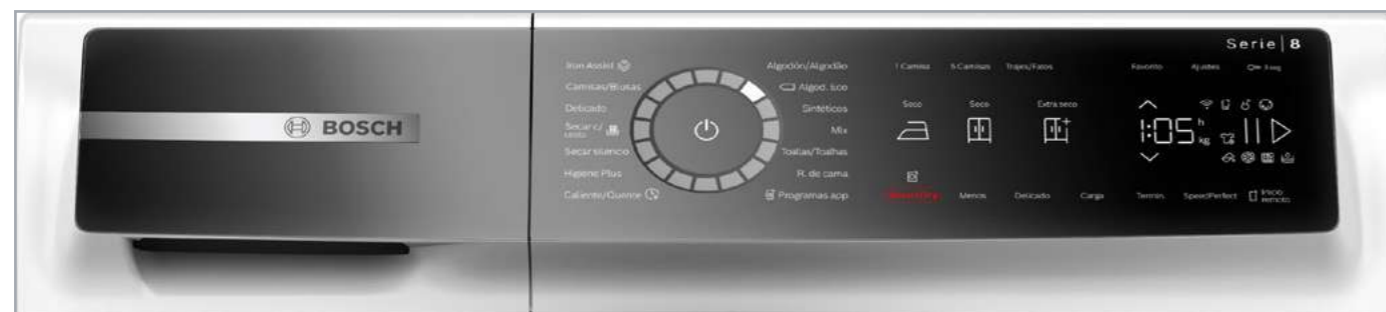 Serie | 8
BOSCH
Iron Assist
Camisas/Blusas
Delicado
Secar c/
Secar silencio
Higiene Plus
Caliente/Quente
Algodón/Algodão
Algod. Eco
Sintéticos
Mix
Toallas/Toalhas
R. de cama
Programas app
1 Camisa
5 Camisas
Trajes/Fatos
Favorito
Ajustes
3 seg
Seco
Seco
Extra seco
1:05 h
kg
Menos
Delicado
Carga
Termin.
SpeedPerfect
Inicio
remoto